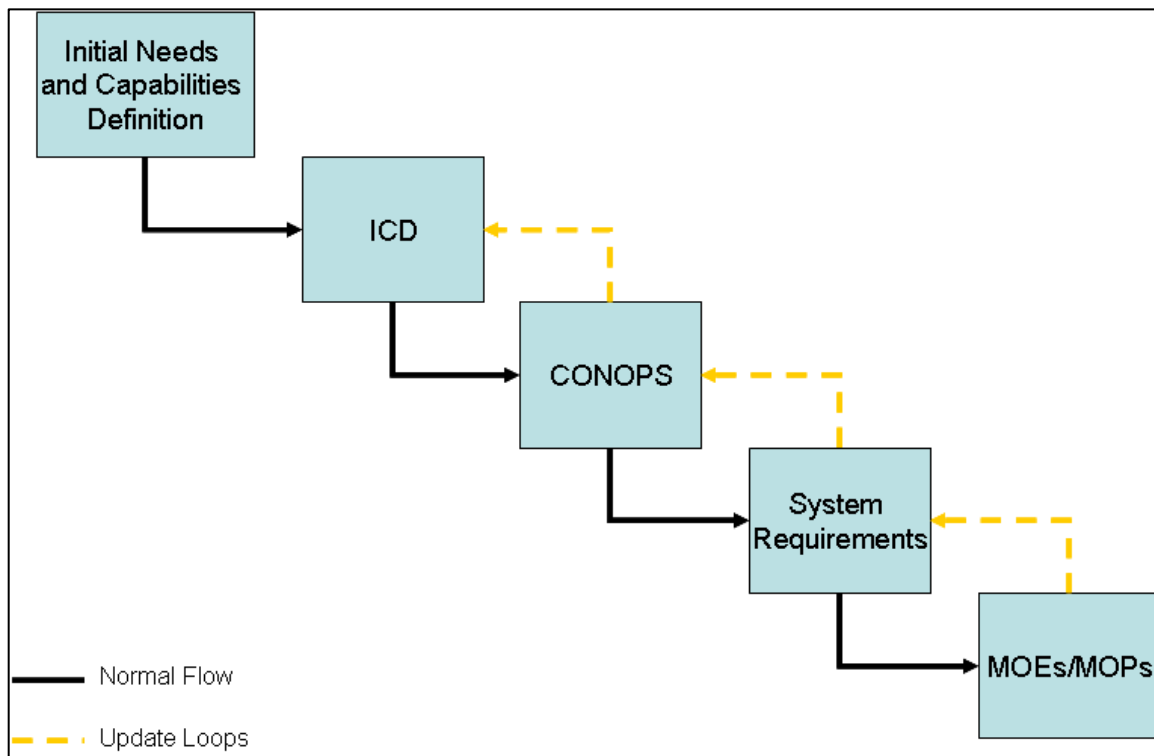 Initial Needs
and Capabilities
Definition
ICD
CONOPS
System
Requirements
MOEs/MOPs
Normal Flow
Update Loops